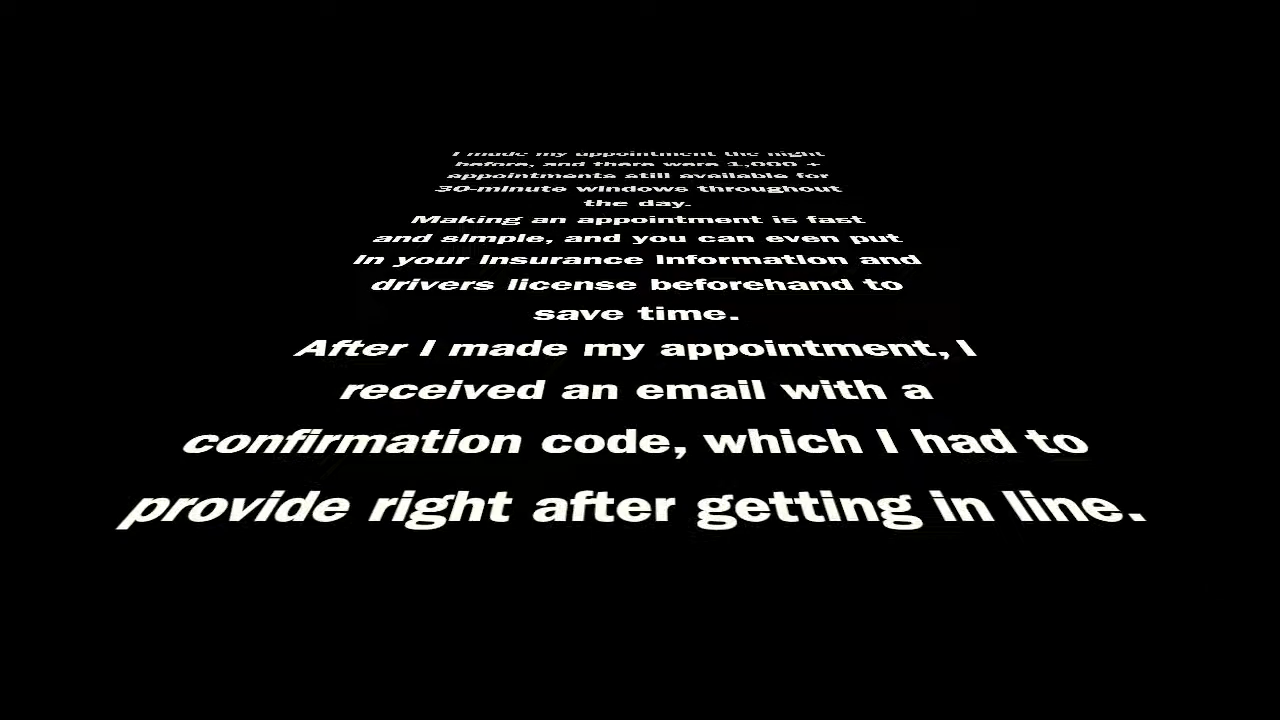 I made my appointment the night
before, and there were 1,000 +
appointments still available for
30-minute windows throughout
the day.
Making an appointment is fast
and simple, and you can even put
in your insurance information and
drivers license beforehand to
save time.
After I made my appointment, I
received an email with a
confirmation code, which I had to
provide right after getting in line.